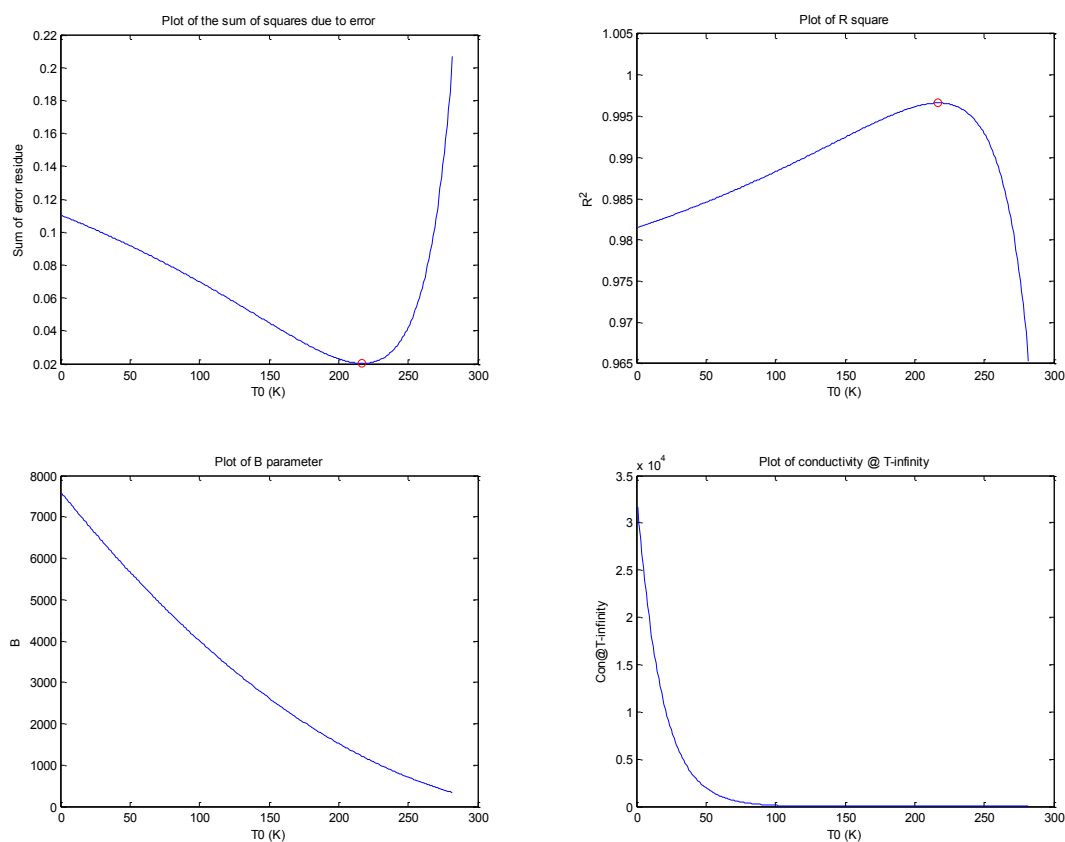 Plot of the sum of squares due to error
0.22
0.2
0.18
0.16
0.14
0.12
0.1
0.08
0.06
0.04
0.02
Sum of error residue
0 50 100 150 200 250 300
T0 (K)
Plot of R square
1.005
1
0.995
0.99
0.985
0.98
0.975
0.97
0.965
R²
0 50 100 150 200 250 300
T0 (K)
Plot of B parameter
8000
7000
6000
5000
4000
3000
2000
1000
0
B
0 50 100 150 200 250 300
T0 (K)
Plot of conductivity @ T-infinity
x 10⁴
3.5
3
2.5
2
1.5
1
0.5
0
Con@T-infinity
0 50 100 150 200 250 300
T0 (K)